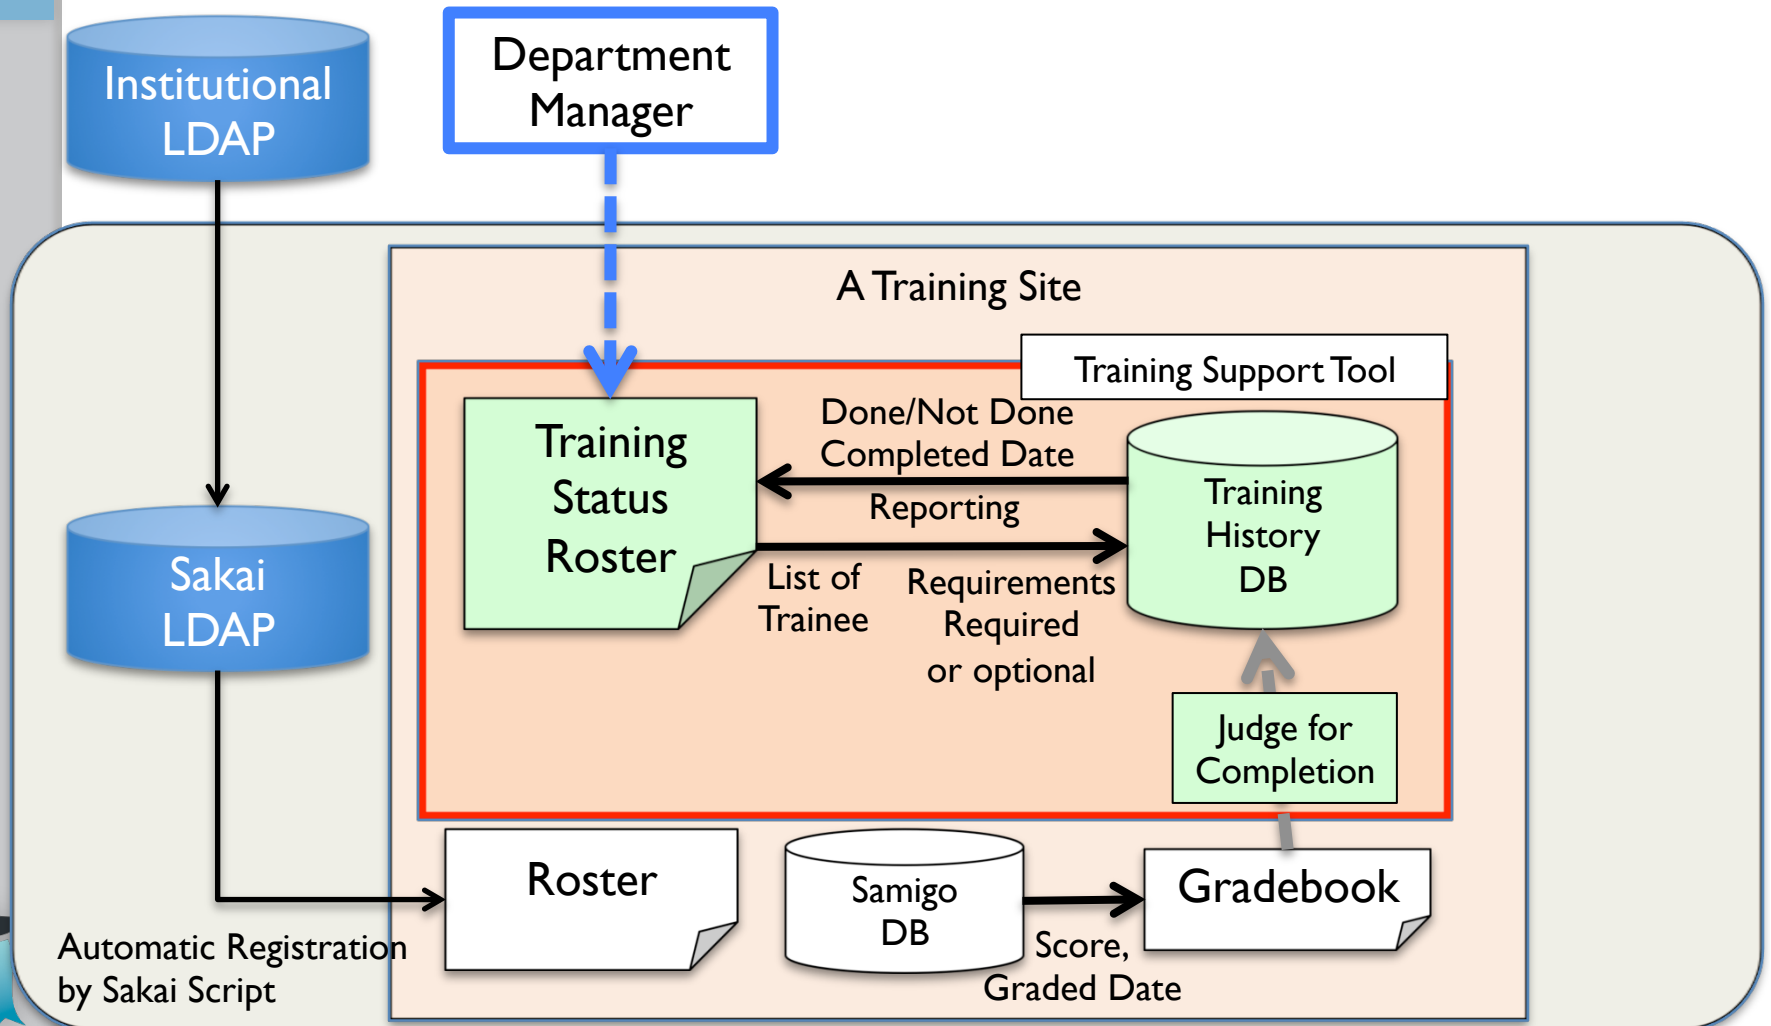 Institutional
LDAP
Department
Manager
A Training Site
Training Support Tool
Training
Status
Roster
Done/Not Done
Completed Date
Reporting
List of
Trainee
Requirements
Required
or optional
Training
History
DB
Sakai
LDAP
Judge for
Completion
Roster
Samigo
DB
Gradebook
Score,
Graded Date
Automatic Registration
by Sakai Script